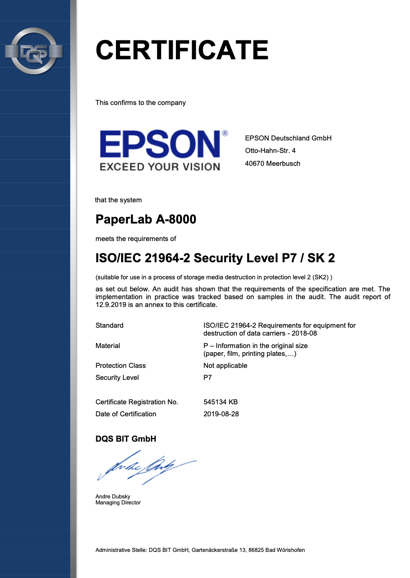 DQS
CERTIFICATE
This confirms to the company
EPSON®
EXCEED YOUR VISION
EPSON Deutschland GmbH
Otto-Hahn-Str. 4
40670 Meerbusch
that the system
PaperLab A-8000
meets the requirements of
ISO/IEC 21964-2 Security Level P7 / SK 2
(suitable for use in a process of storage media destruction in protection level 2 (SK2) )
as set out below. An audit has shown that the requirements of the specification are met. The
implementation in practice was tracked based on samples in the audit. The audit report of
12.9.2019 is an annex to this certificate.
Standard ISO/IEC 21964-2 Requirements for equipment for
destruction of data carriers - 2018-08
Material P – Information in the original size
(paper, film, printing plates,…)
Protection Class Not applicable
Security Level P7
Certificate Registration No. 545134 KB
Date of Certification 2019-08-28
DQS BIT GmbH
Andre Dubsky
Managing Director
Administrative Stelle: DQS BIT GmbH, Gartenäckerstraße 13, 86825 Bad Wörishofen